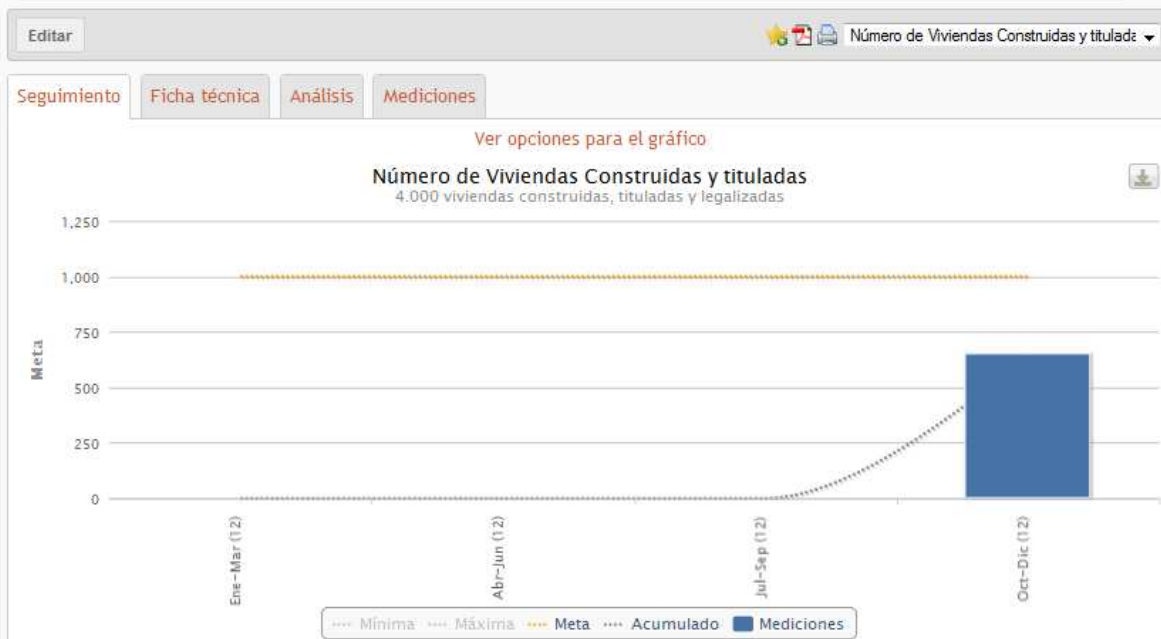 Editar
Número de Viviendas Construidas y titulada
Seguimiento Ficha técnica Análisis Mediciones
Ver opciones para el gráfico
Número de Viviendas Construidas y tituladas
4.000 viviendas construidas, tituladas y legalizadas
1,250
1,000
750
500
250
0
Meta
Ene-Mar (12) Abr-Jun (12) Jul-Sep (12) Oct-Dic (12)
Mínima Máxima Meta Acumulado Mediciones